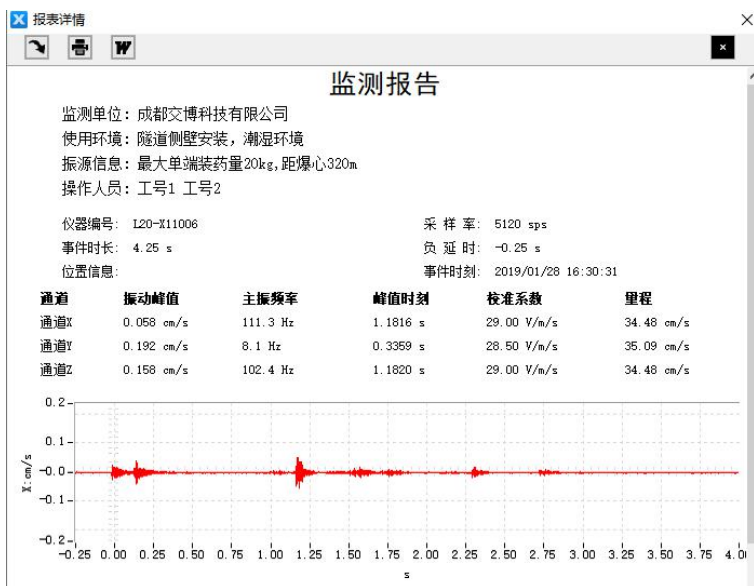 报表详情
监测报告
监测单位：成都交博科技有限公司
使用环境：隧道侧壁安装，潮湿环境
振源信息：最大单端装药量20kg,距爆心320m
操作人员：工号1 工号2
仪器编号: L20-X11006 采 样 率: 5120 sps
事件时长: 4.25 s 负 延 时: -0.25 s
位置信息: 事件时刻: 2019/01/28 16:30:31
通道 振动峰值 主振频率 峰值时刻 校准系数 量程
通道X 0.058 cm/s 111.3 Hz 1.1816 s 29.00 V/m/s 34.48 cm/s
通道Y 0.192 cm/s 8.1 Hz 0.3359 s 28.50 V/m/s 35.09 cm/s
通道Z 0.158 cm/s 102.4 Hz 1.1820 s 29.00 V/m/s 34.48 cm/s
0.2
0.1
-0.0
-0.1
-0.2
X:cm/s
-0.25 0.00 0.25 0.50 0.75 1.00 1.25 1.50 1.75 2.00 2.25 2.50 2.75 3.00 3.25 3.50 3.75 4.0
s